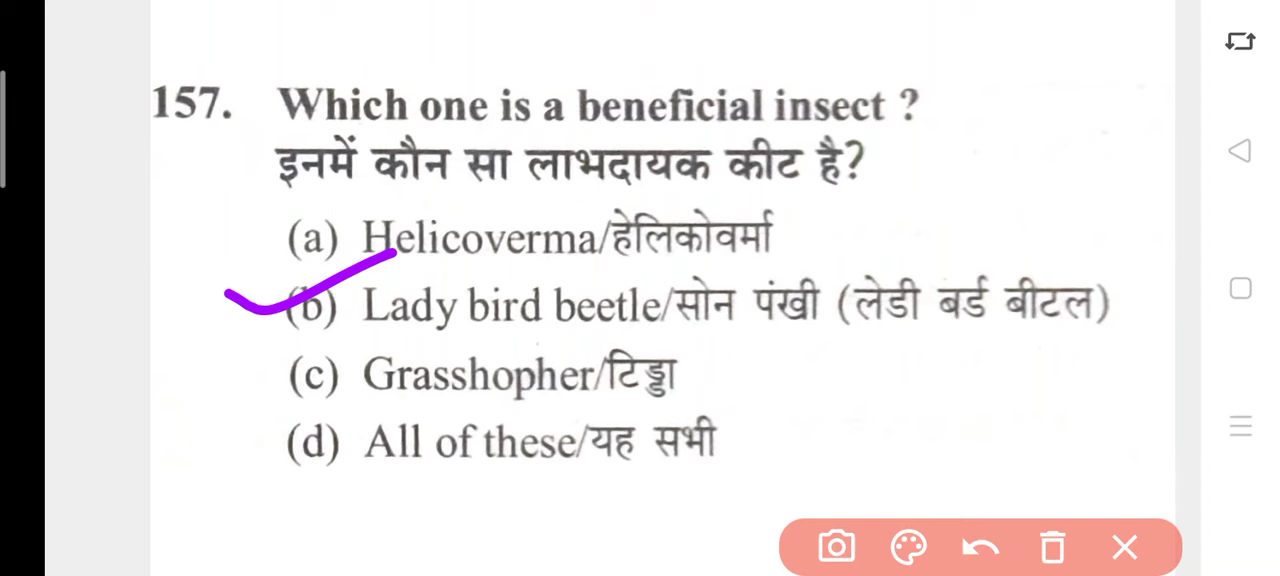 157. Which one is a beneficial insect ?
इनमें कौन सा लाभदायक कीट है?
(a) Helicoverma/हेलिकोवर्मा
(b) Lady bird beetle/सोन पंखी (लेडी बर्ड बीटल)
(c) Grasshopher/टिड्डा
(d) All of these/यह सभी